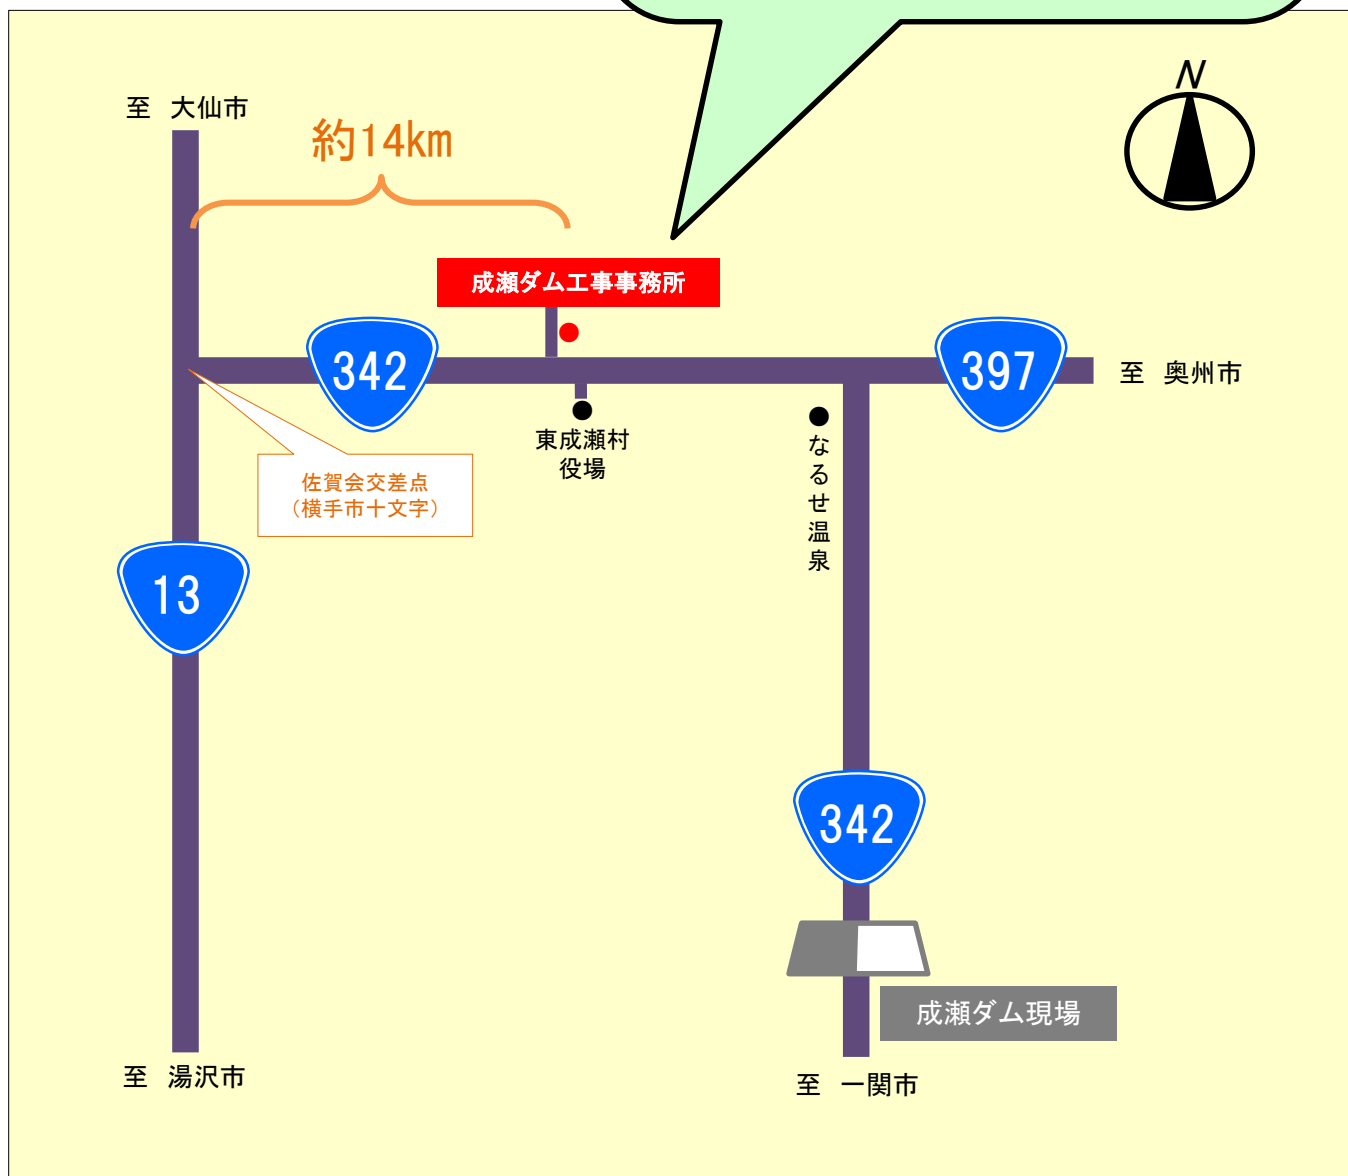 N
至 大仙市
約14km
成瀬ダム工事事務所
342
397
至 奥州市
東成瀬村
役場
なるせ温泉
佐賀会交差点
（横手市十文字）
13
342
成瀬ダム現場
至 湯沢市
至 一関市